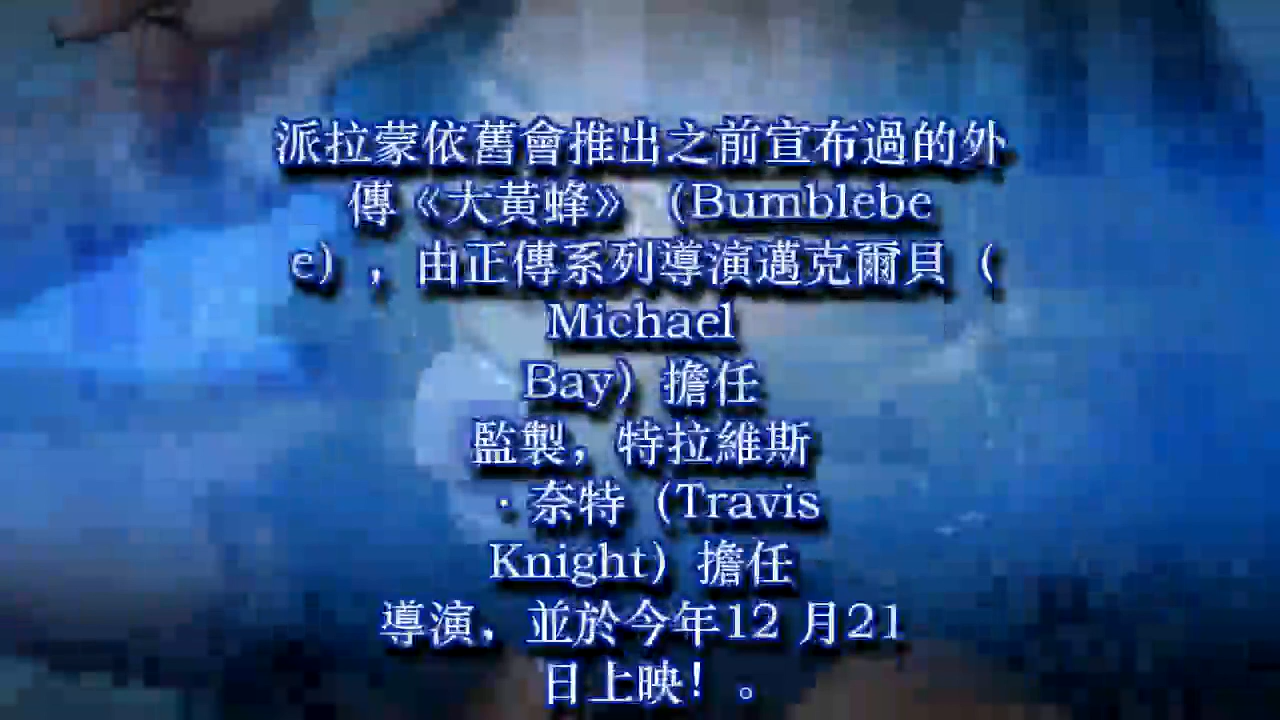 派拉蒙依舊會推出之前宣布過的外
傳《大黃蜂》（Bumblebe
e），由正傳系列導演邁克爾貝（
Michael
Bay）擔任
監製，特拉維斯
·奈特（Travis
Knight）擔任
導演，並於今年12 月21
日上映！。